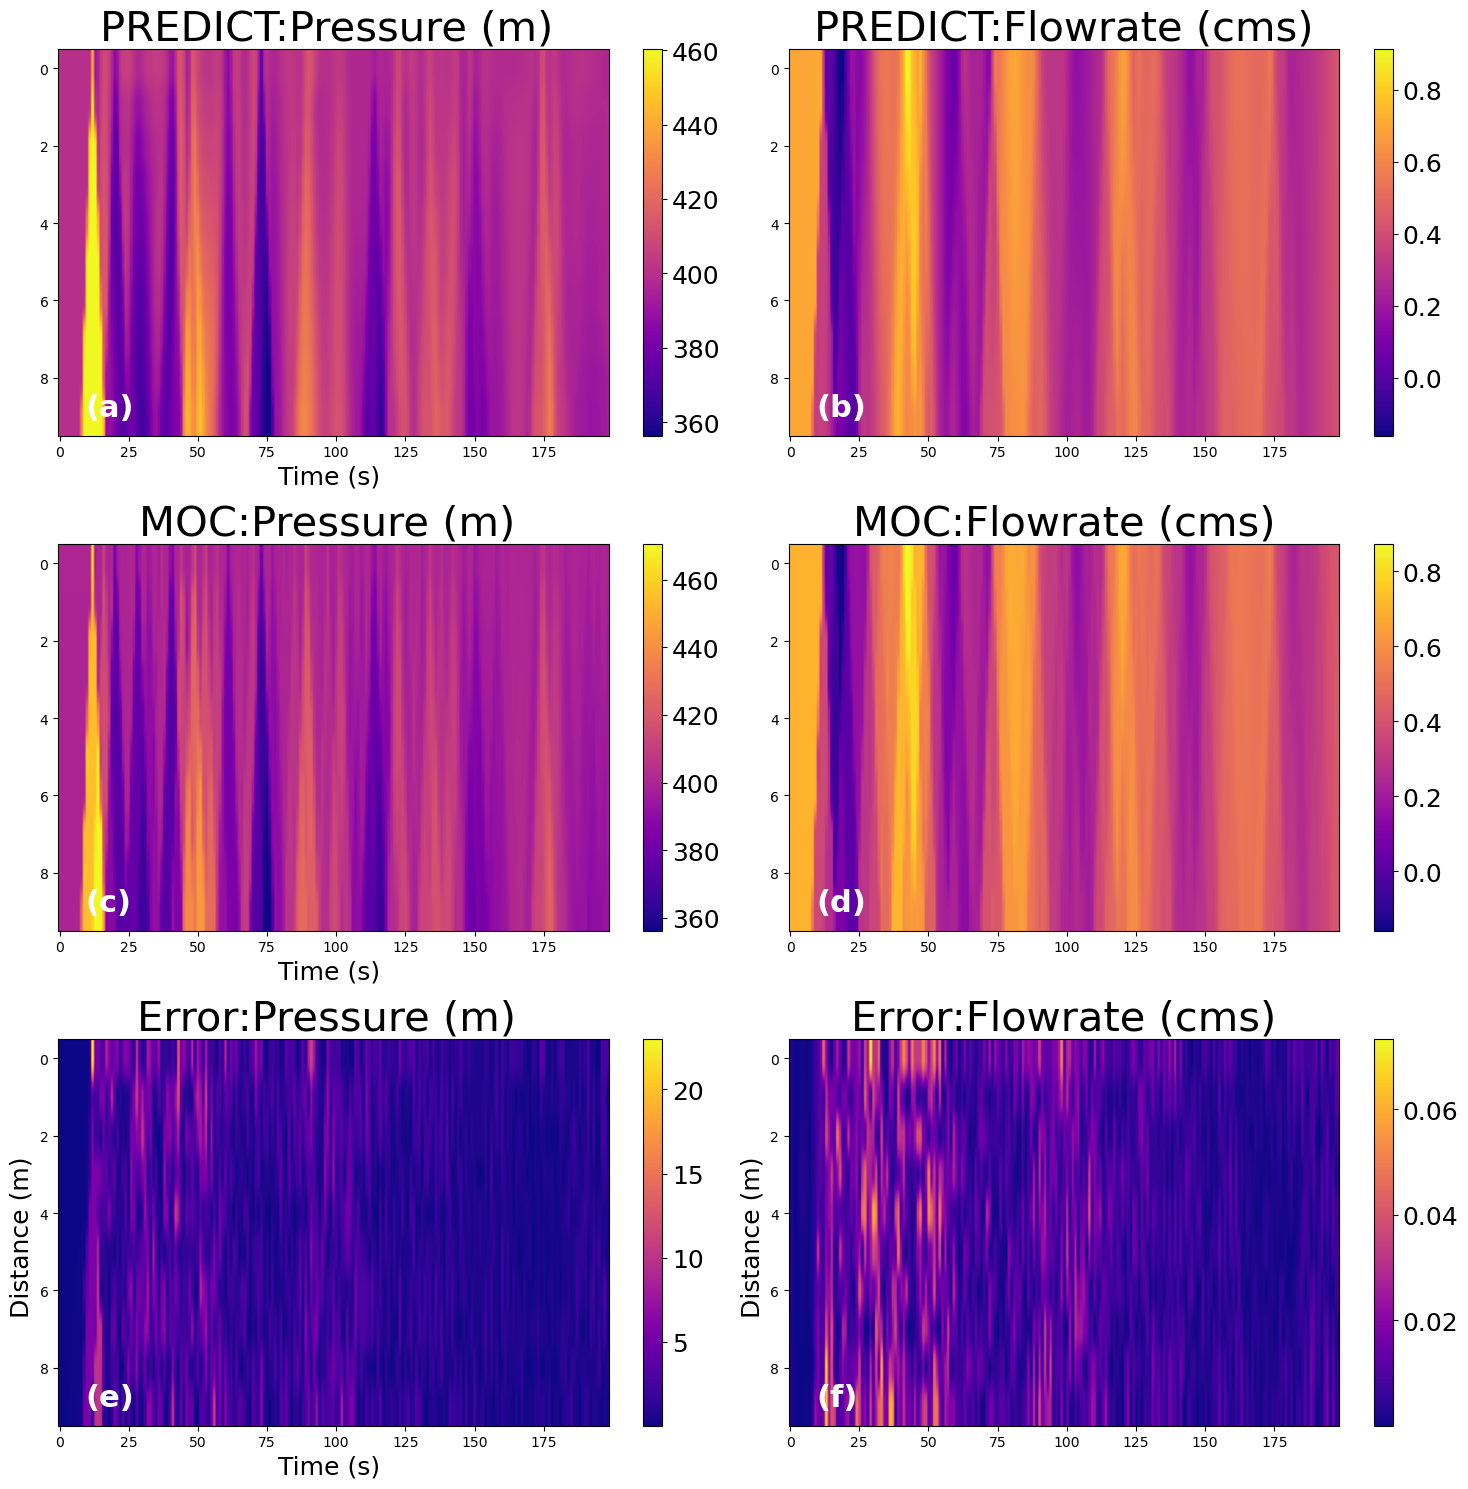 PREDICT:Pressure (m)
0
2
4
6
8
(a)
0 25 50 75 100 125 150 175
Time (s)
460
440
420
400
380
360
PREDICT:Flowrate (cms)
0
2
4
6
8
(b)
0 25 50 75 100 125 150 175
0.8
0.6
0.4
0.2
0.0
MOC:Pressure (m)
0
2
4
6
8
(c)
0 25 50 75 100 125 150 175
Time (s)
460
440
420
400
380
360
MOC:Flowrate (cms)
0
2
4
6
8
(d)
0 25 50 75 100 125 150 175
0.8
0.6
0.4
0.2
0.0
Error:Pressure (m)
Distance (m)
0
2
4
6
8
(e)
0 25 50 75 100 125 150 175
Time (s)
20
15
10
5
Error:Flowrate (cms)
Distance (m)
0
2
4
6
8
(f)
0 25 50 75 100 125 150 175
0.06
0.04
0.02